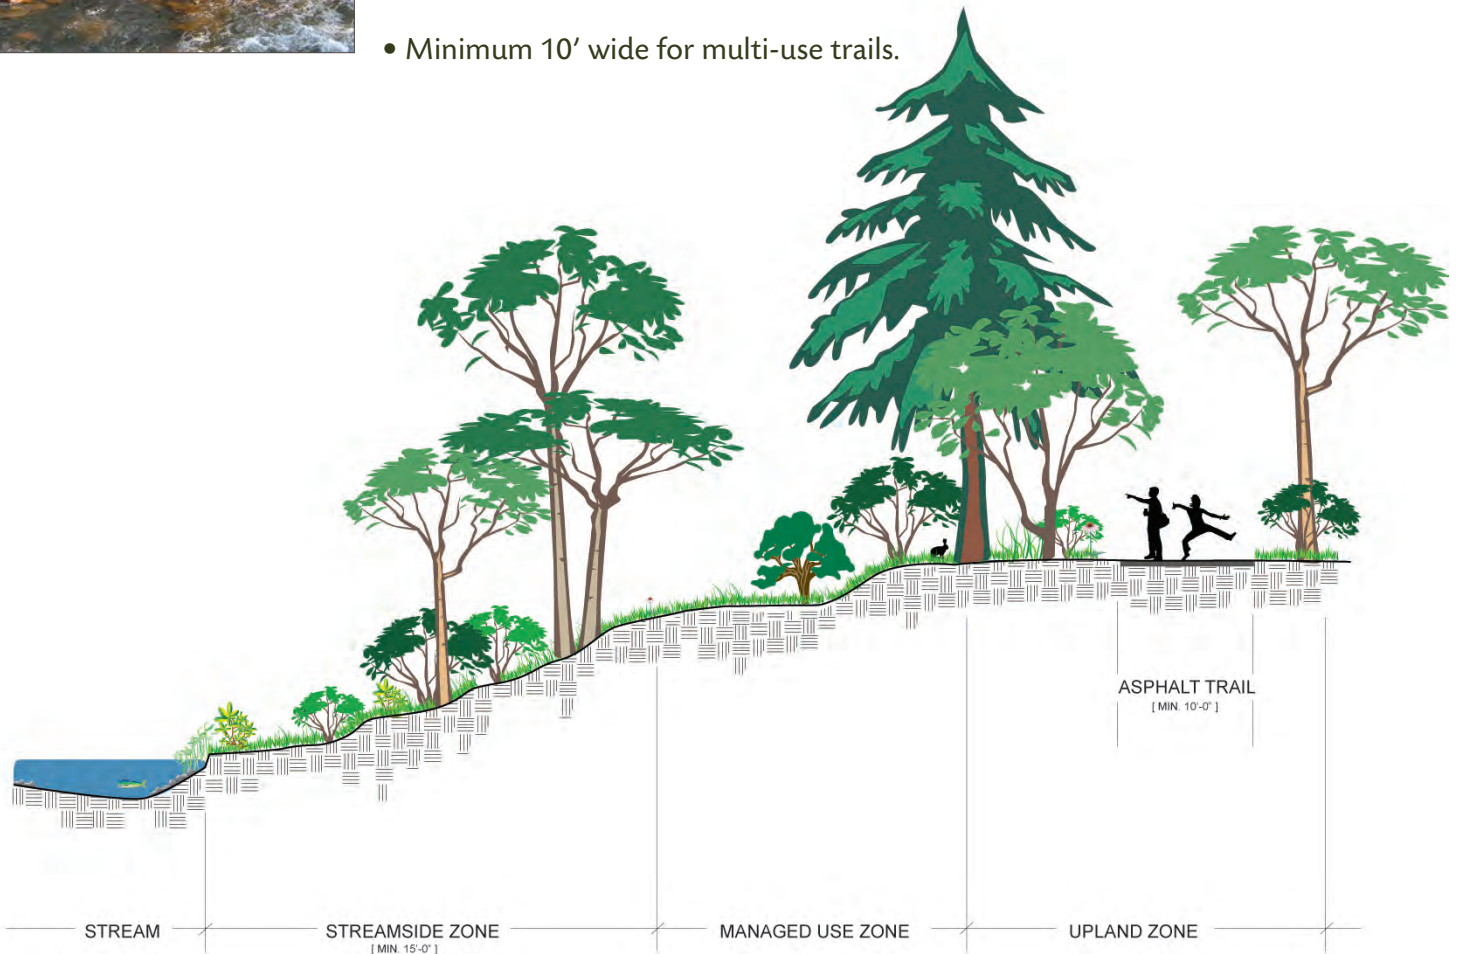 • Minimum 10′ wide for multi-use trails.
ASPHALT TRAIL
[ MIN. 10'-0" ]
STREAM
STREAMSIDE ZONE
[ MIN. 15'-0" ]
MANAGED USE ZONE
UPLAND ZONE